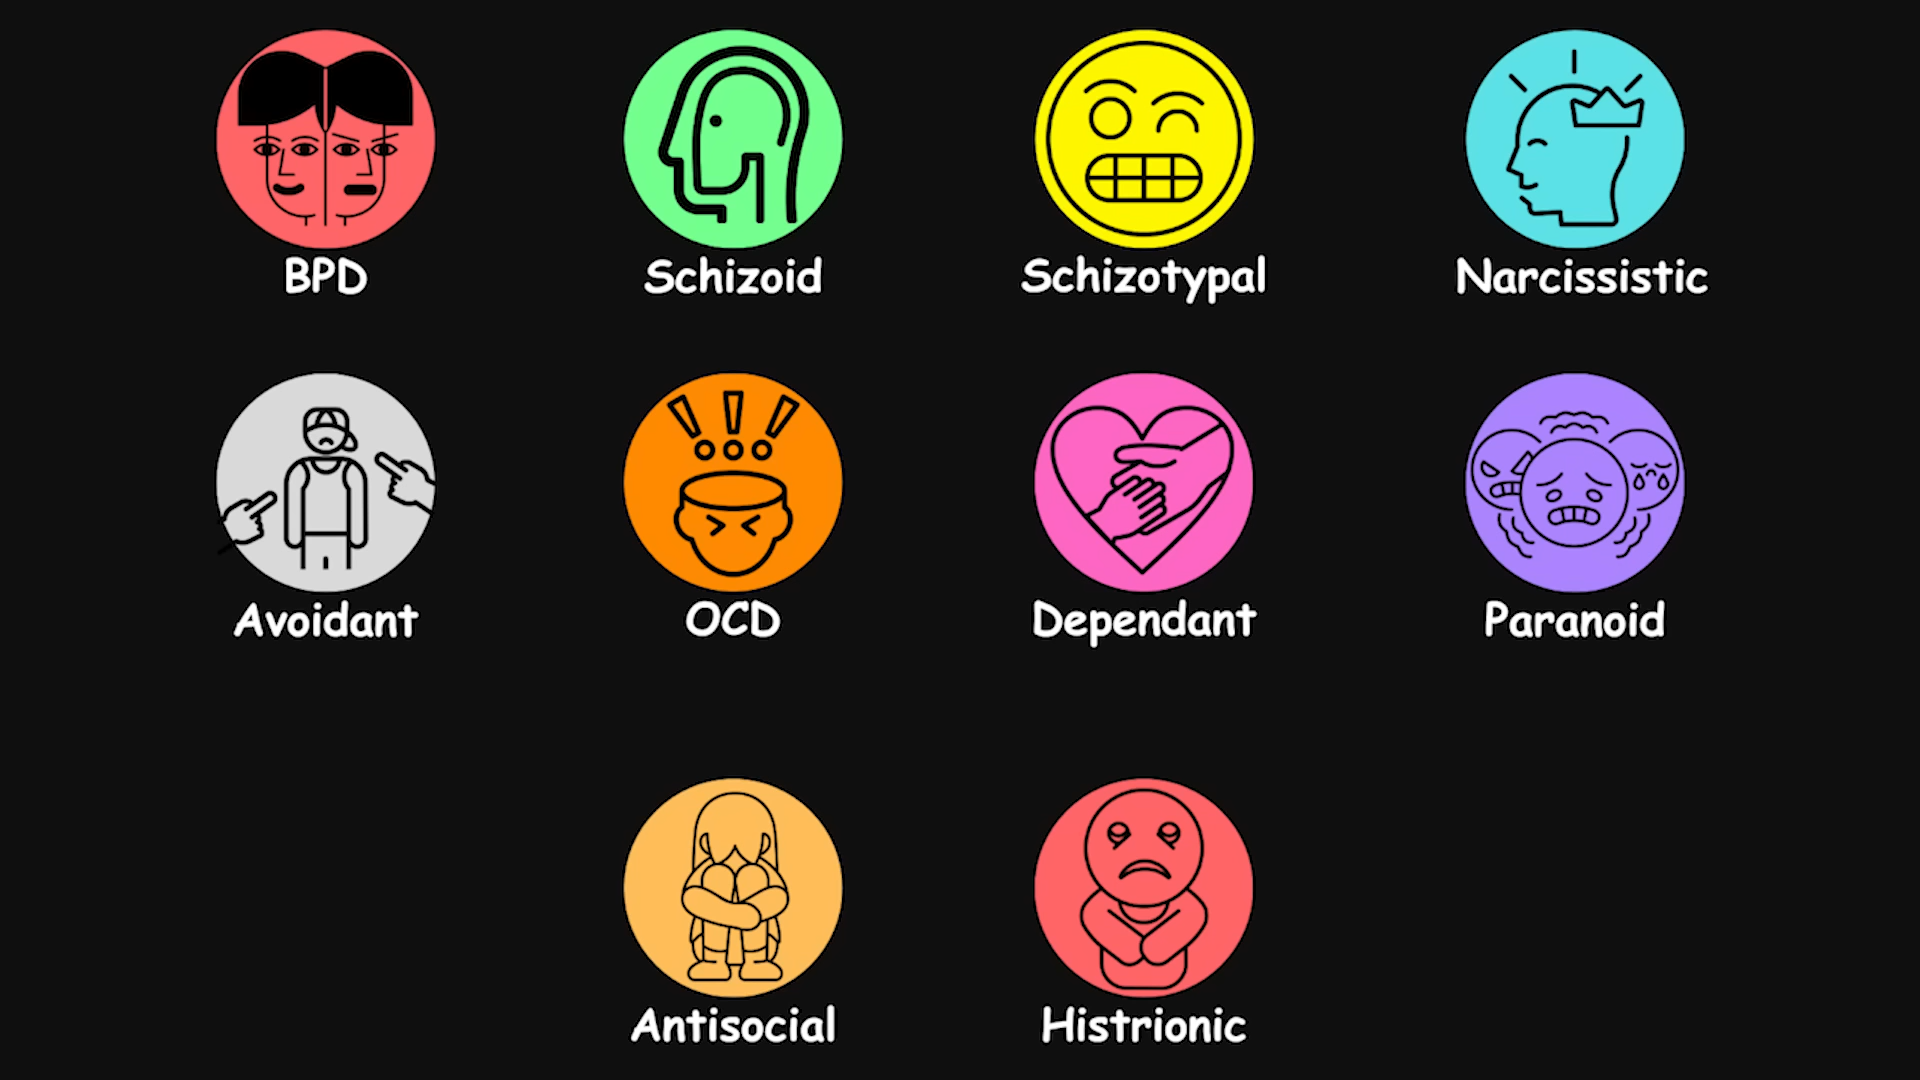 BPD
Schizoid
Schizotypal
Narcissistic
Avoidant
OCD
Dependant
Paranoid
Antisocial
Histrionic